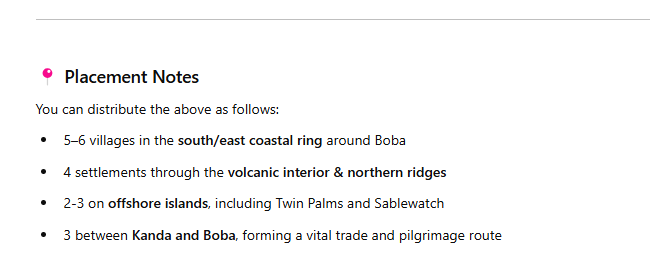 Placement Notes
You can distribute the above as follows:
• 5–6 villages in the south/east coastal ring around Boba
• 4 settlements through the volcanic interior & northern ridges
• 2-3 on offshore islands, including Twin Palms and Sablewatch
• 3 between Kanda and Boba, forming a vital trade and pilgrimage route